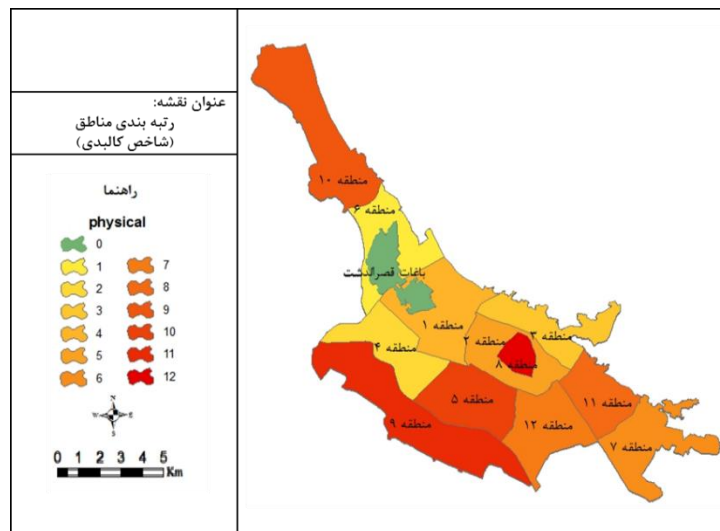 عنوان نقشه:
رتبه بندی مناطق
(شاخص کالبدی)
راهنما
physical
0
1
2
3
4
5
6
7
8
9
10
11
12
N
W E
S
0 1 2 3 4 5
Km
منطقه ۱۰
منطقه ۶
باغات قصرالدشت
منطقه ۱
منطقه ۲
منطقه ۳
منطقه ۴
منطقه ۸
منطقه ۵
منطقه ۱۱
منطقه ۹
منطقه ۱۲
منطقه ۷